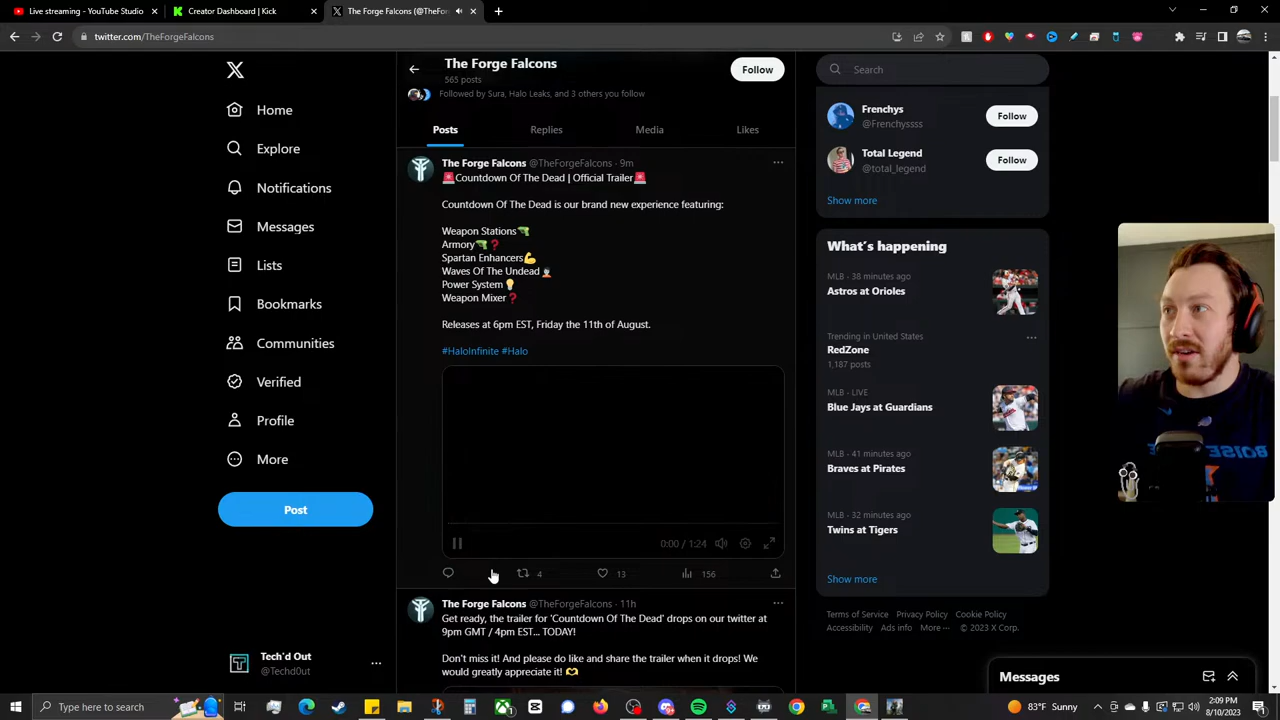 Live streaming - YouTube Studio
Creator Dashboard | Kick
The Forge Falcons (@TheFor
twitter.com/TheForgeFalcons
Home
Explore
Notifications
Messages
Lists
Bookmarks
Communities
Verified
Profile
More
Post
Tech'd Out
@Techd0ut
The Forge Falcons
565 posts
Follow
Followed by Sura, Halo Leaks, and 3 others you follow
Posts Replies Media Likes
The Forge Falcons @TheForgeFalcons · 9m
🚨Countdown Of The Dead | Official Trailer🚨
Countdown Of The Dead is our brand new experience featuring:
Weapon Stations🔫
Armory🔫❓
Spartan Enhancers💪
Waves Of The Undead🧟
Power System💡
Weapon Mixer❓
Releases at 6pm EST, Friday the 11th of August.
#HaloInfinite #Halo
0:00 / 1:24
4 13 156
The Forge Falcons @TheForgeFalcons · 11h
Get ready, the trailer for 'Countdown Of The Dead' drops on our twitter at
9pm GMT / 4pm EST... TODAY!
Don't miss it! And please do like and share the trailer when it drops! We
would greatly appreciate it! 🫶
Search
Frenchys
@Frenchyssss
Follow
Total Legend
@total_legend
Follow
Show more
What's happening
MLB · 38 minutes ago
Astros at Orioles
Trending in United States
RedZone
1,187 posts
MLB · LIVE
Blue Jays at Guardians
MLB · 41 minutes ago
Braves at Pirates
MLB · 32 minutes ago
Twins at Tigers
Show more
Terms of Service Privacy Policy Cookie Policy
Accessibility Ads info More ··· © 2023 X Corp.
Messages
Type here to search
83°F Sunny
2:09 PM
8/10/2023